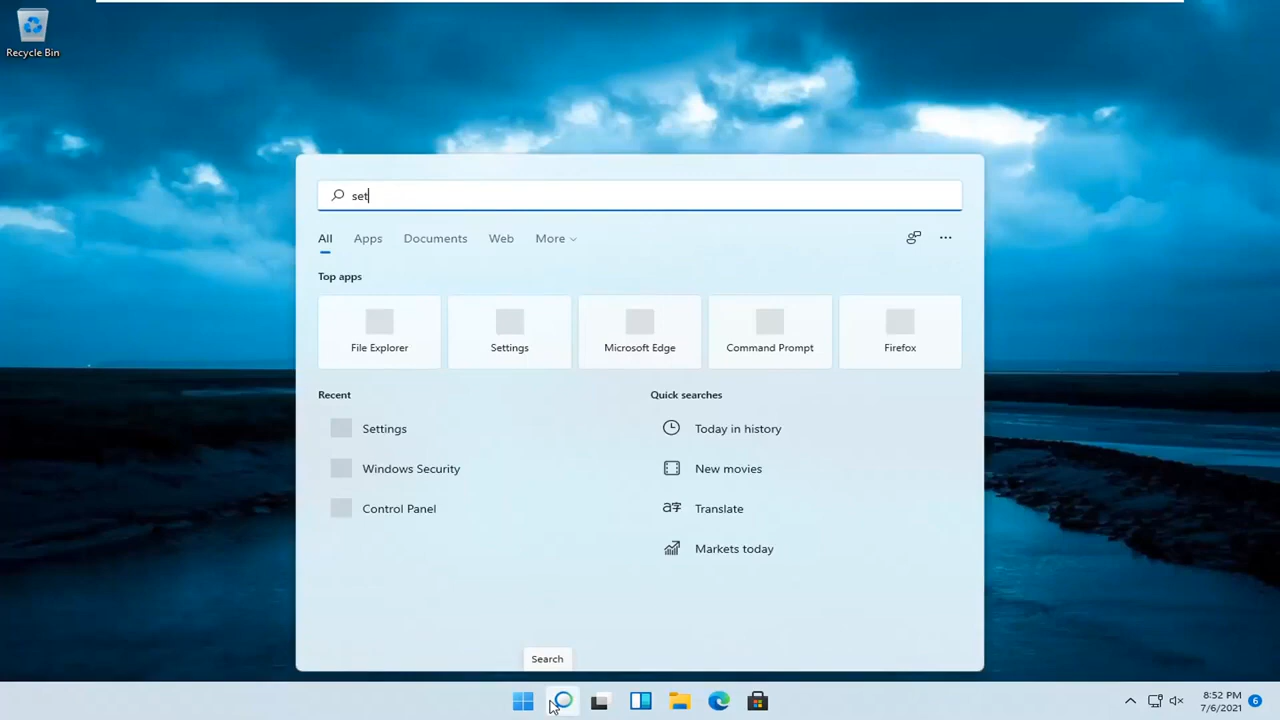 Recycle Bin
set
All Apps Documents Web More
Top apps
File Explorer Settings Microsoft Edge Command Prompt Firefox
Recent Quick searches
Settings Today in history
Windows Security New movies
Control Panel Translate
Markets today
Search
8:52 PM
7/6/2021 6